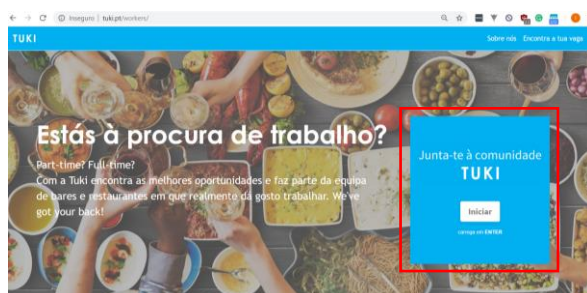 Inseguro | tuki.pt/workers/
TUKI
Sobre nós Encontra a tua vaga
Estás à procura de trabalho?
Part-time? Full-time?
Com a Tuki encontra as melhores oportunidades e faz parte da equipa
de bares e restaurantes em que realmente dá gosto trabalhar. We've
got your back!
Junta-te à comunidade
TUKI
Iniciar
carrega em ENTER